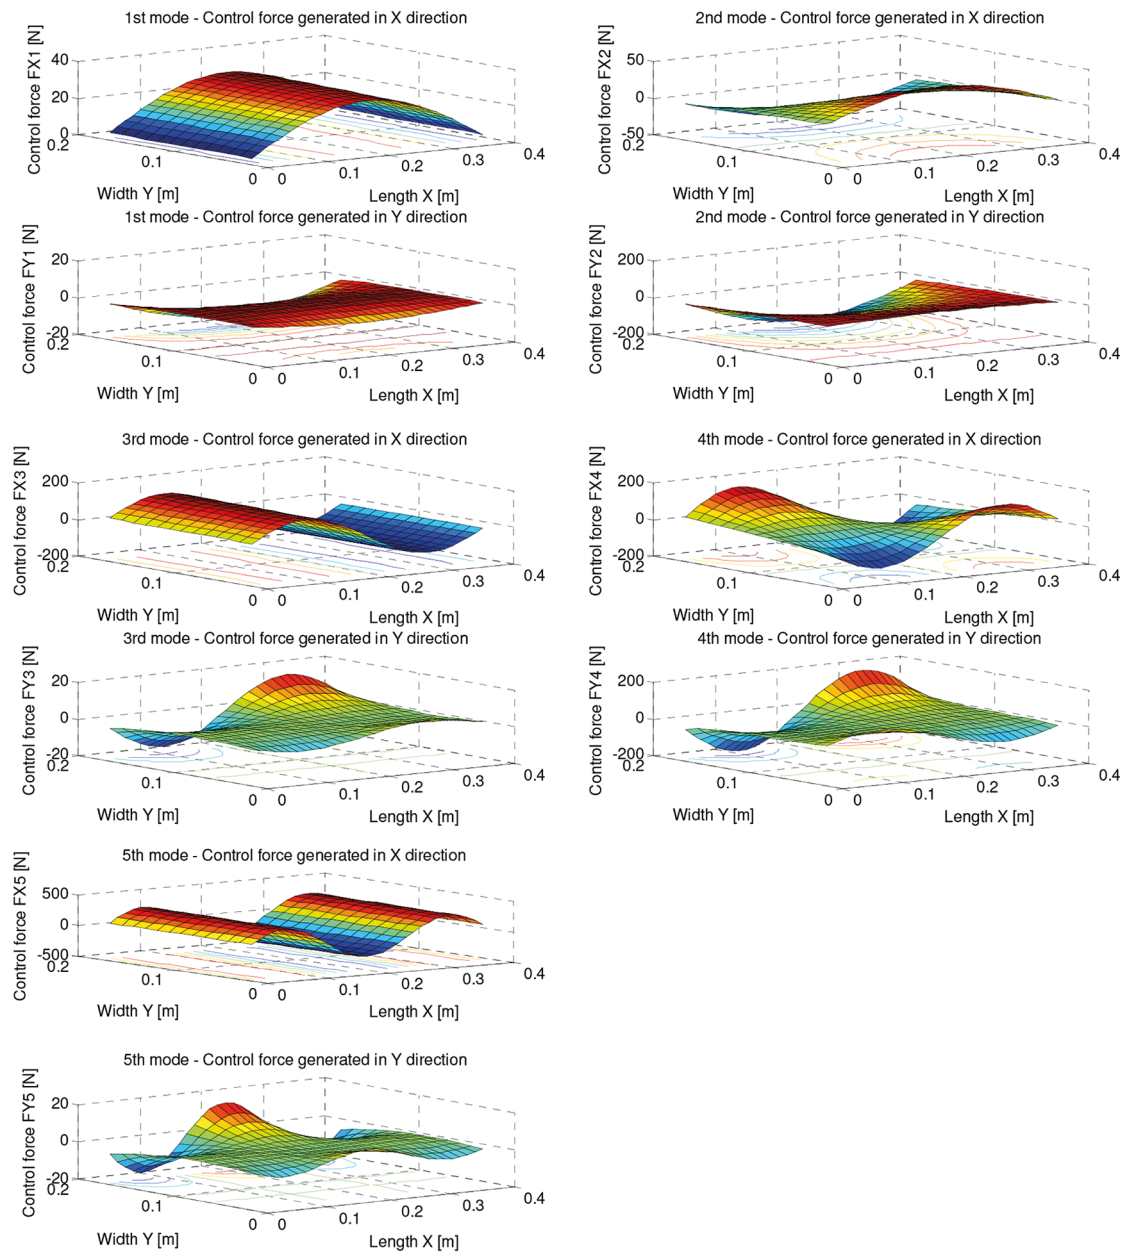 1st mode - Control force generated in X direction
Control force FX1 [N]
40
20
0
0.2
0.1
0
Width Y [m]
0
0.1
0.2
0.3
0.4
Length X [m]
2nd mode - Control force generated in X direction
Control force FX2 [N]
50
0
-50
0.2
0.1
0
Width Y [m]
0
0.1
0.2
0.3
0.4
Length X [m]
1st mode - Control force generated in Y direction
Control force FY1 [N]
20
0
-20
0.2
0.1
0
Width Y [m]
0
0.1
0.2
0.3
0.4
Length X [m]
2nd mode - Control force generated in Y direction
Control force FY2 [N]
200
0
-200
0.2
0.1
0
Width Y [m]
0
0.1
0.2
0.3
0.4
Length X [m]
3rd mode - Control force generated in X direction
Control force FX3 [N]
200
0
-200
0.2
0.1
0
Width Y [m]
0
0.1
0.2
0.3
0.4
Length X [m]
4th mode - Control force generated in X direction
Control force FX4 [N]
200
0
-200
0.2
0.1
0
Width Y [m]
0
0.1
0.2
0.3
0.4
Length X [m]
3rd mode - Control force generated in Y direction
Control force FY3 [N]
20
0
-20
0.2
0.1
0
Width Y [m]
0
0.1
0.2
0.3
0.4
Length X [m]
4th mode - Control force generated in Y direction
Control force FY4 [N]
200
0
-200
0.2
0.1
0
Width Y [m]
0
0.1
0.2
0.3
0.4
Length X [m]
5th mode - Control force generated in X direction
Control force FX5 [N]
500
0
-500
0.2
0.1
0
Width Y [m]
0
0.1
0.2
0.3
0.4
Length X [m]
5th mode - Control force generated in Y direction
Control force FY5 [N]
20
0
-20
0.2
0.1
0
Width Y [m]
0
0.1
0.2
0.3
0.4
Length X [m]